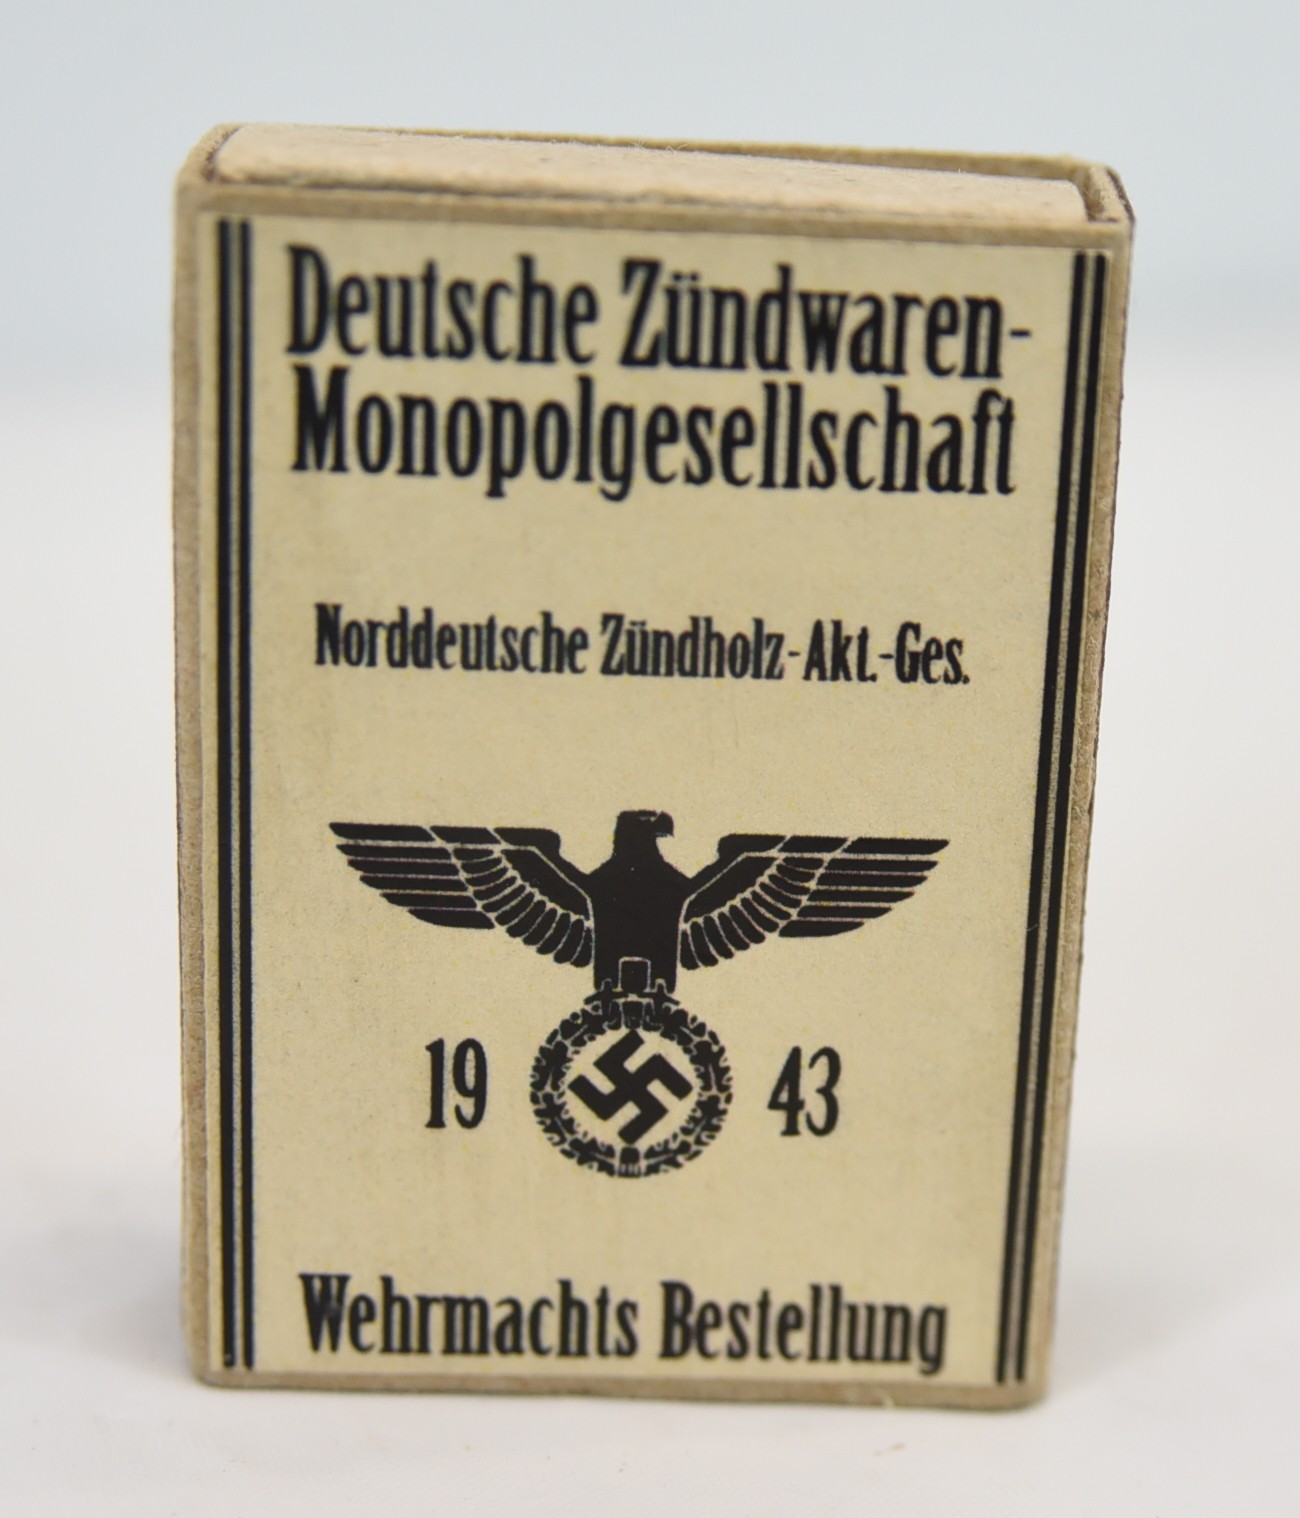 Deutsche Zündwaren-
Monopolgesellschaft
Norddeutsche Zündholz-Akt.-Ges.
19 43
Wehrmachts Bestellung